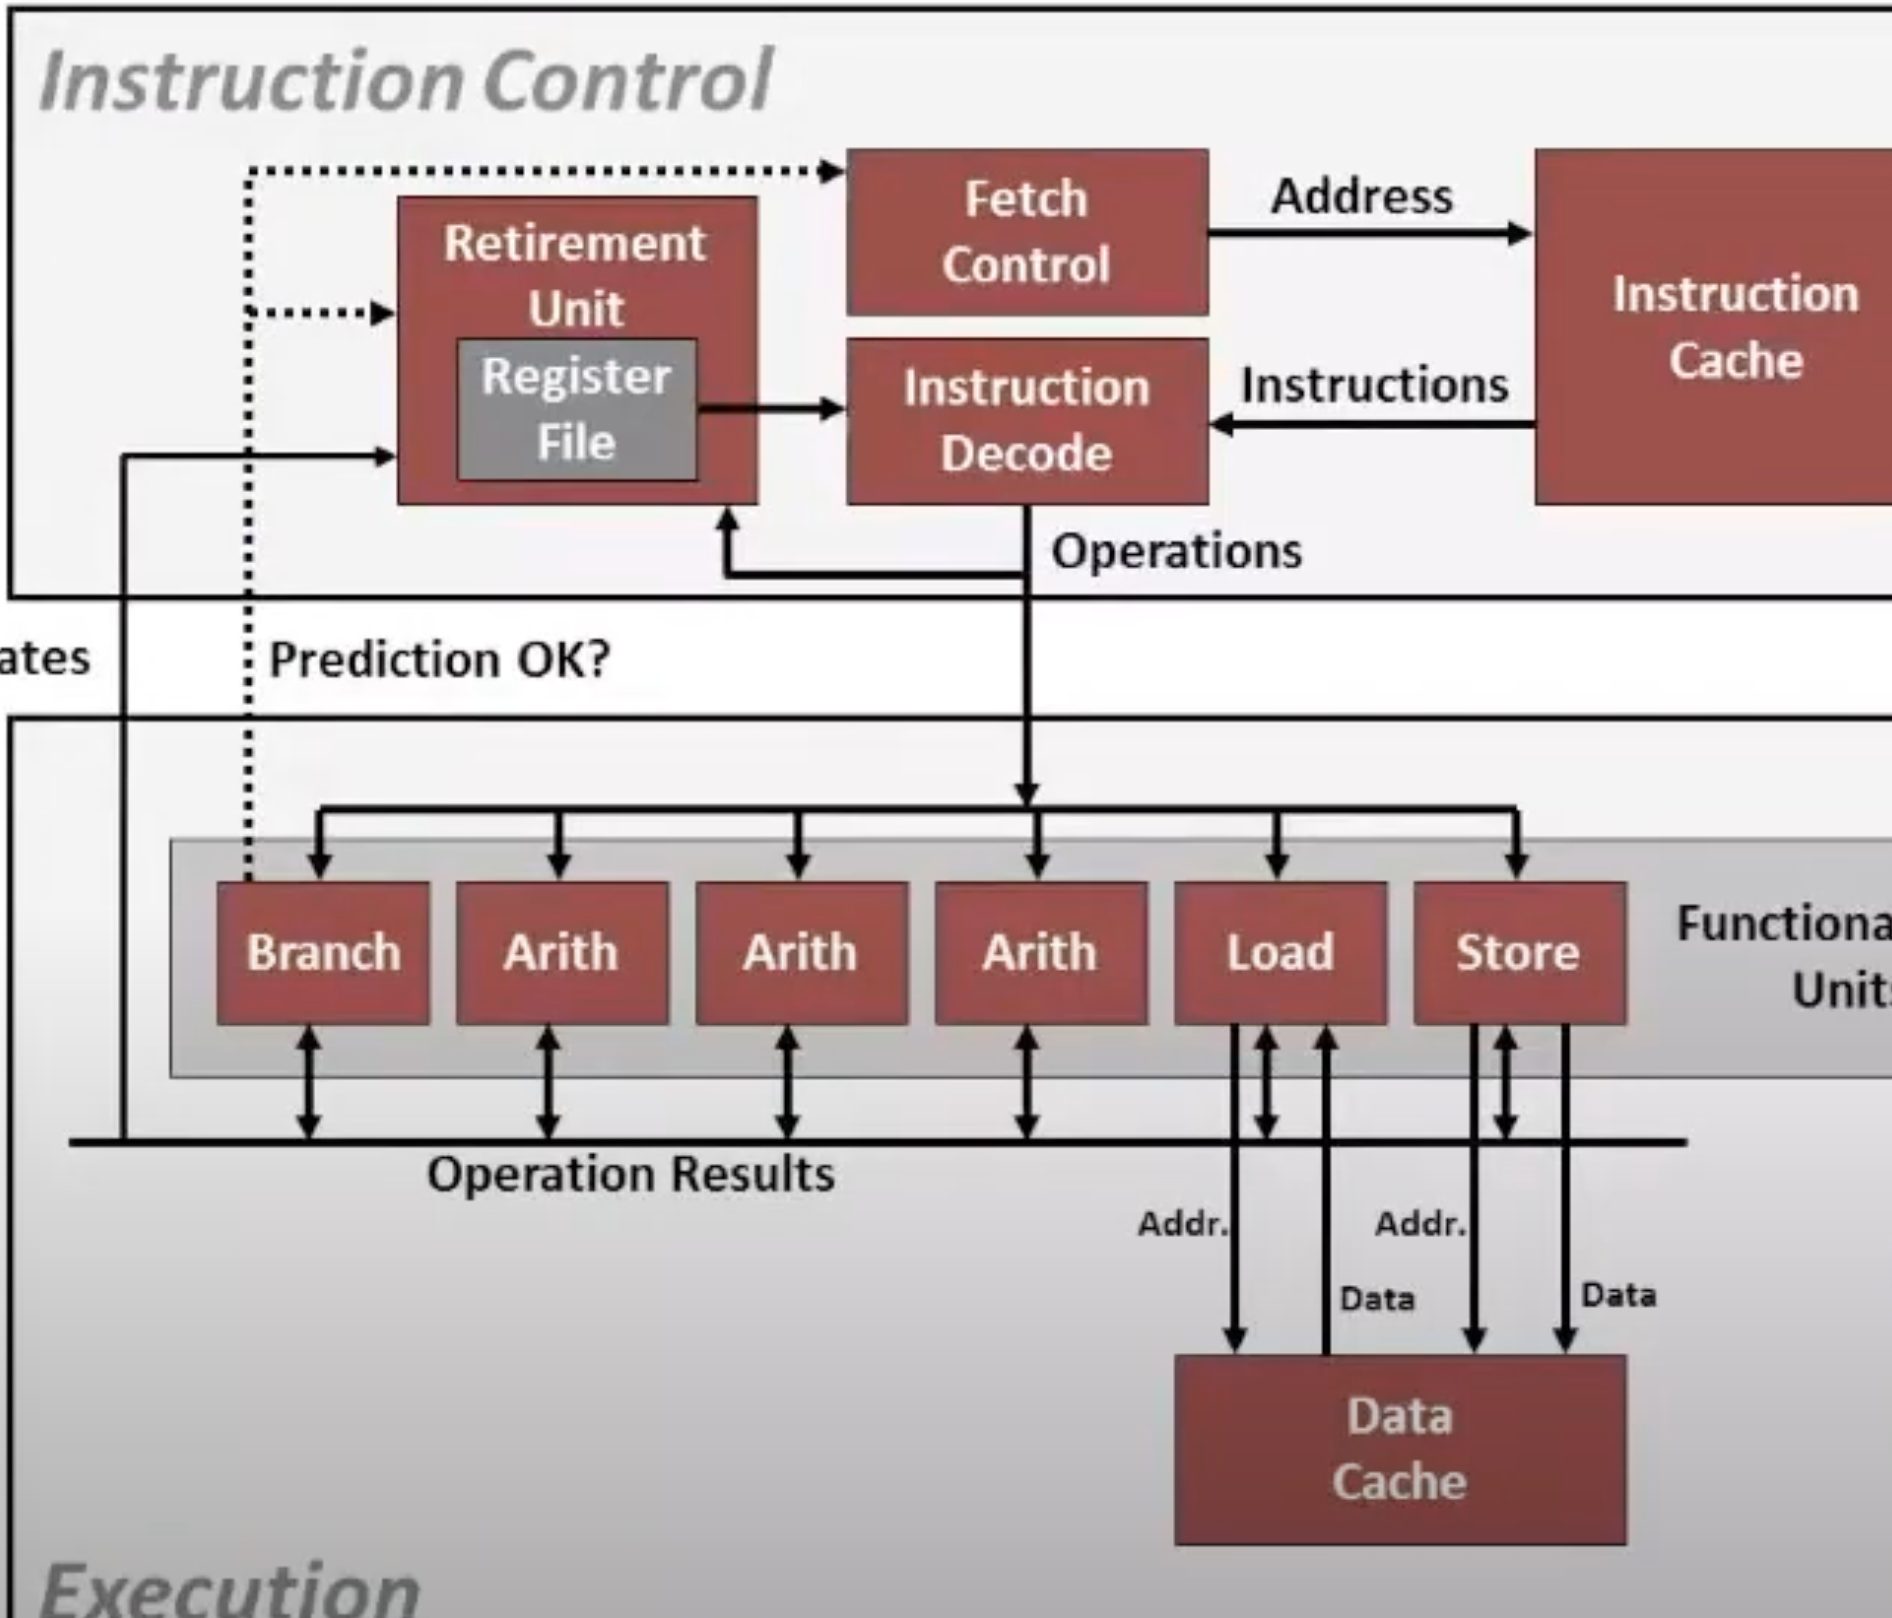 Instruction Control
Fetch
Control
Address
Instruction
Cache
Retirement
Unit
Register
File
Instruction
Decode
Instructions
Operations
ates
Prediction OK?
Branch
Arith
Arith
Arith
Load
Store
Functiona
Unit
Operation Results
Addr.
Addr.
Data
Data
Data
Cache
Execution